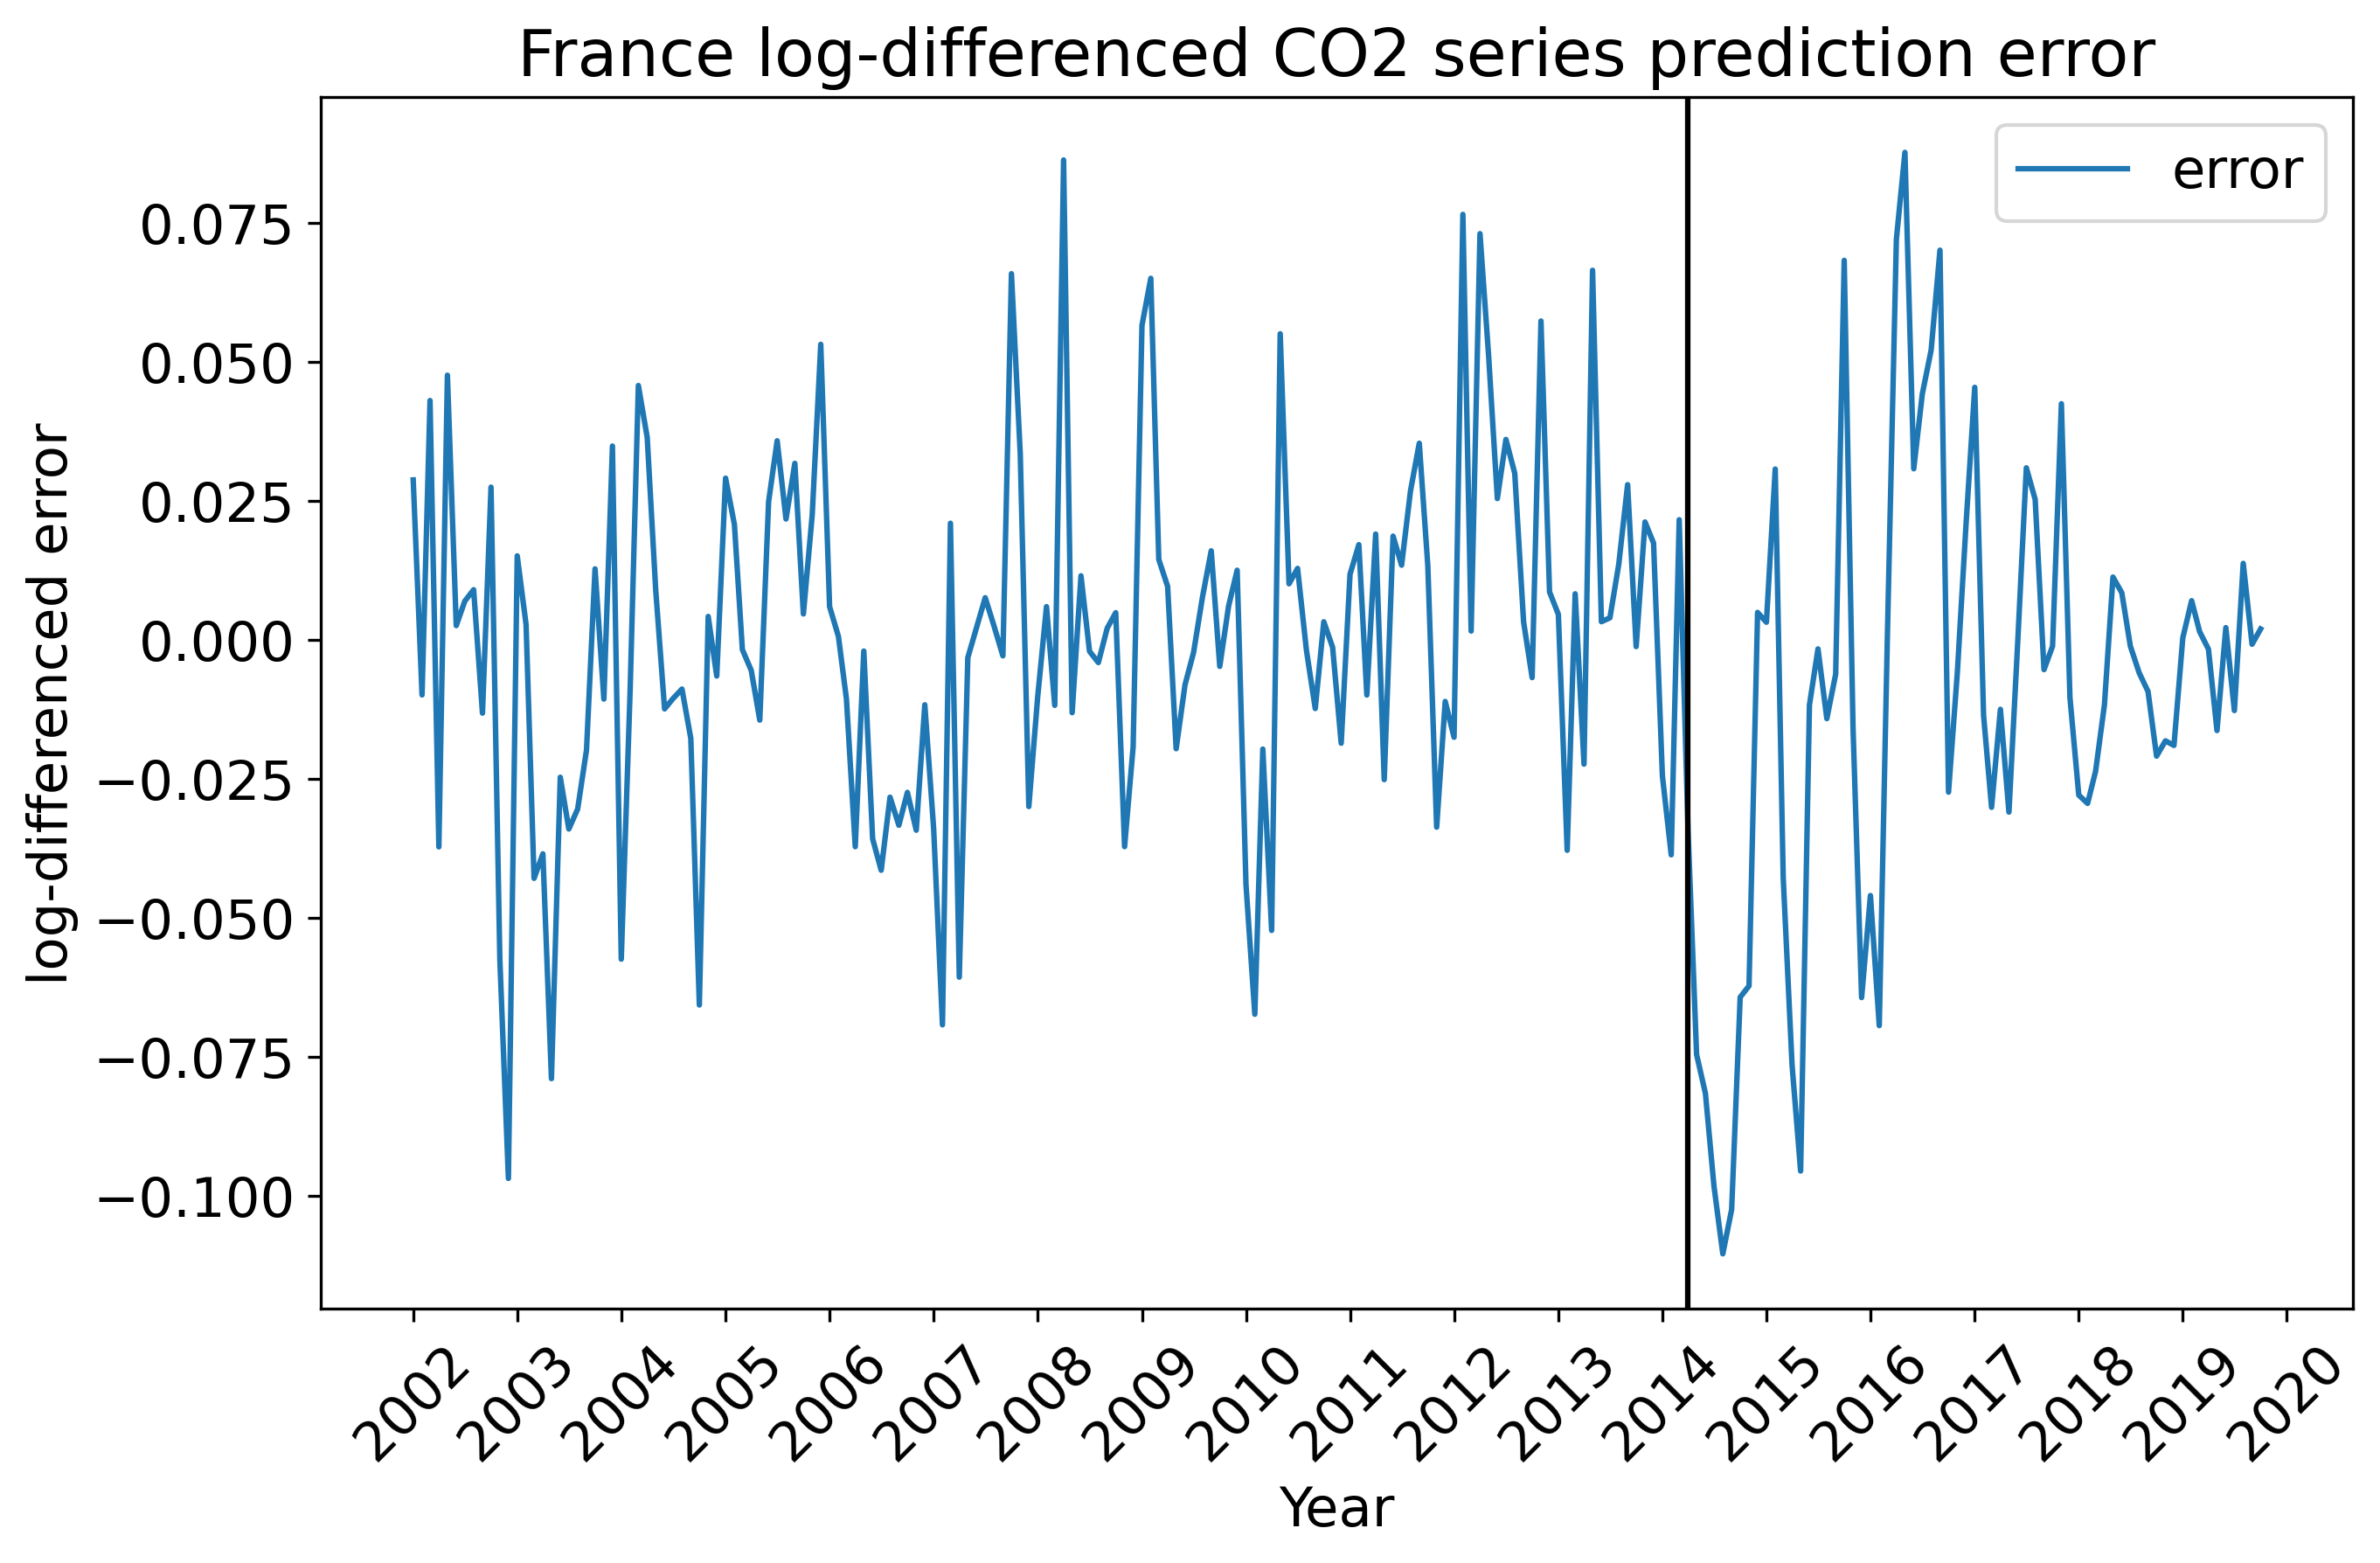 France log-differenced CO2 series prediction error
error
log-differenced error
0.075
0.050
0.025
0.000
−0.025
−0.050
−0.075
−0.100
2002 2003 2004 2005 2006 2007 2008 2009 2010 2011 2012 2013 2014 2015 2016 2017 2018 2019 2020
Year